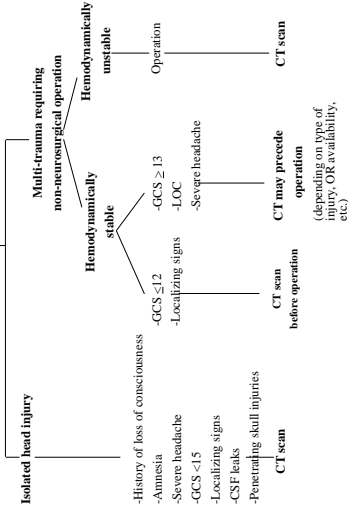 Isolated head injury
-History of loss of consciousness
-Amnesia
-Severe headache
-GCS <15
-Localizing signs
-CSF leaks
-Penetrating skull injuries
CT scan
Multi-trauma requiring
non-neurosurgical operation
Hemodynamically
stable
-GCS ≤12
-Localizing signs
CT scan
before operation
-GCS ≥ 13
-LOC
-Severe headache
CT may precede
operation
(depending on type of
injury, OR availability,
etc.)
Hemodynamically
unstable
Operation
CT scan